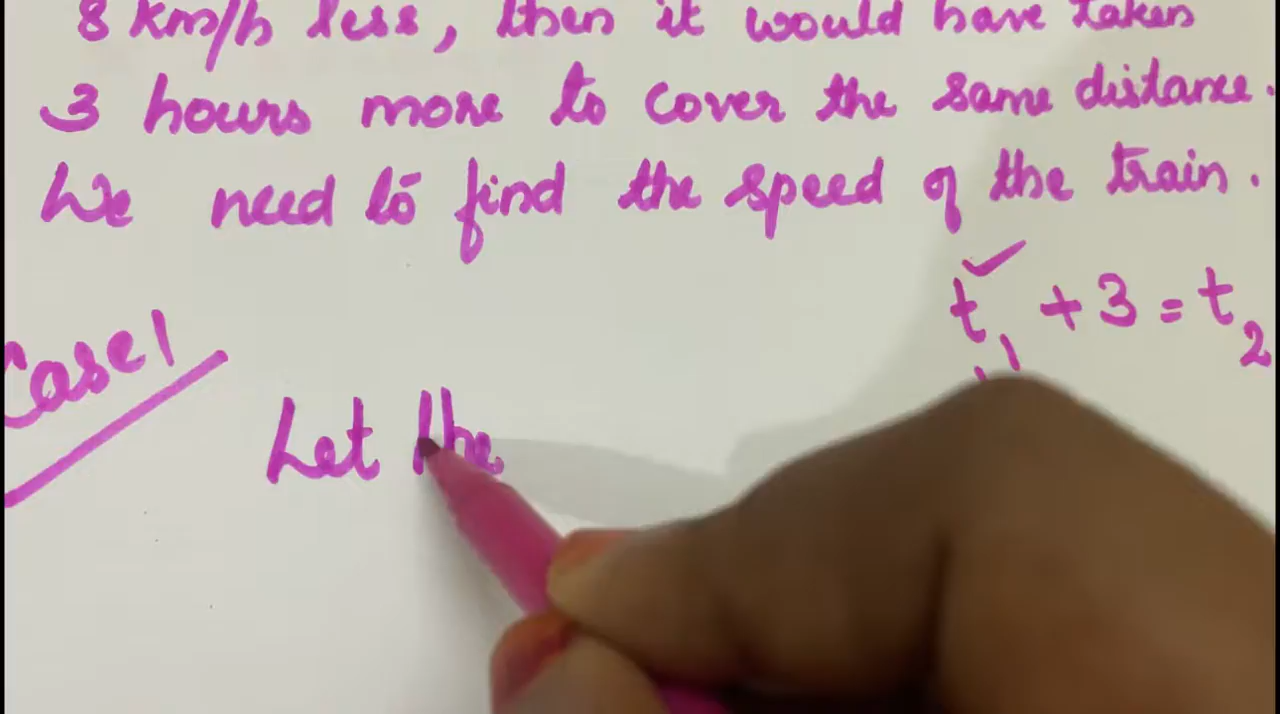 8 km/h less, then it would have taken
3 hours more to cover the same distance.
We need to find the speed of the train.
t₁ + 3 = t₂
Case 1
Let the